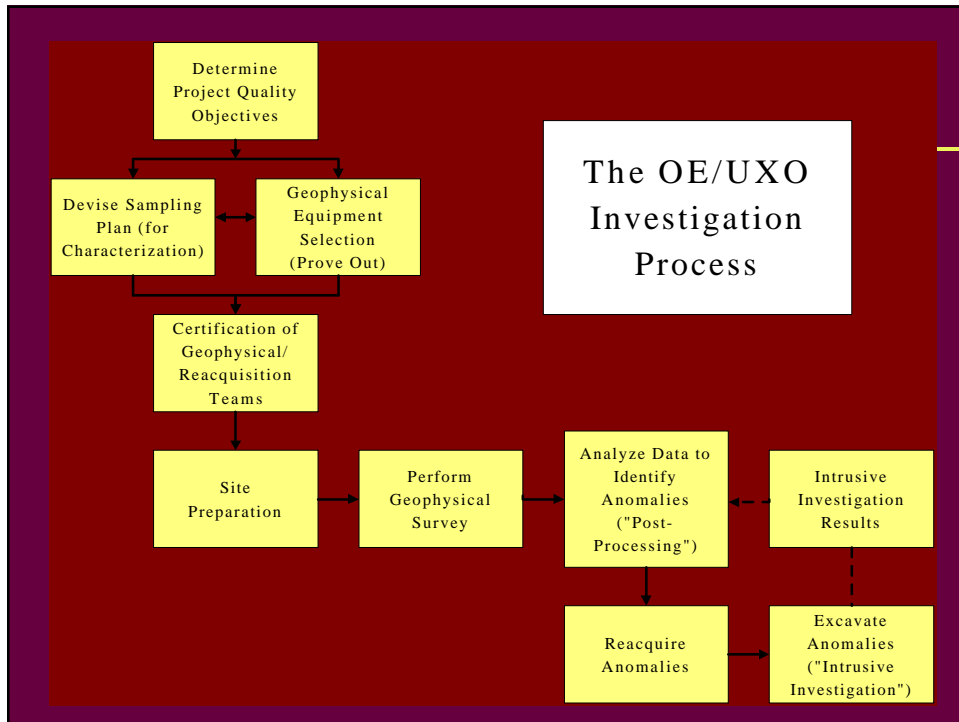 Determine
Project Quality
Objectives
The OE/UXO
Investigation
Process
Devise Sampling
Plan (for
Characterization)
Geophysical
Equipment
Selection
(Prove Out)
Certification of
Geophysical/
Reacquisition
Teams
Site
Preparation
Perform
Geophysical
Survey
Analyze Data to
Identify
Anomalies
("Post-
Processing")
Intrusive
Investigation
Results
Reacquire
Anomalies
Excavate
Anomalies
("Intrusive
Investigation")